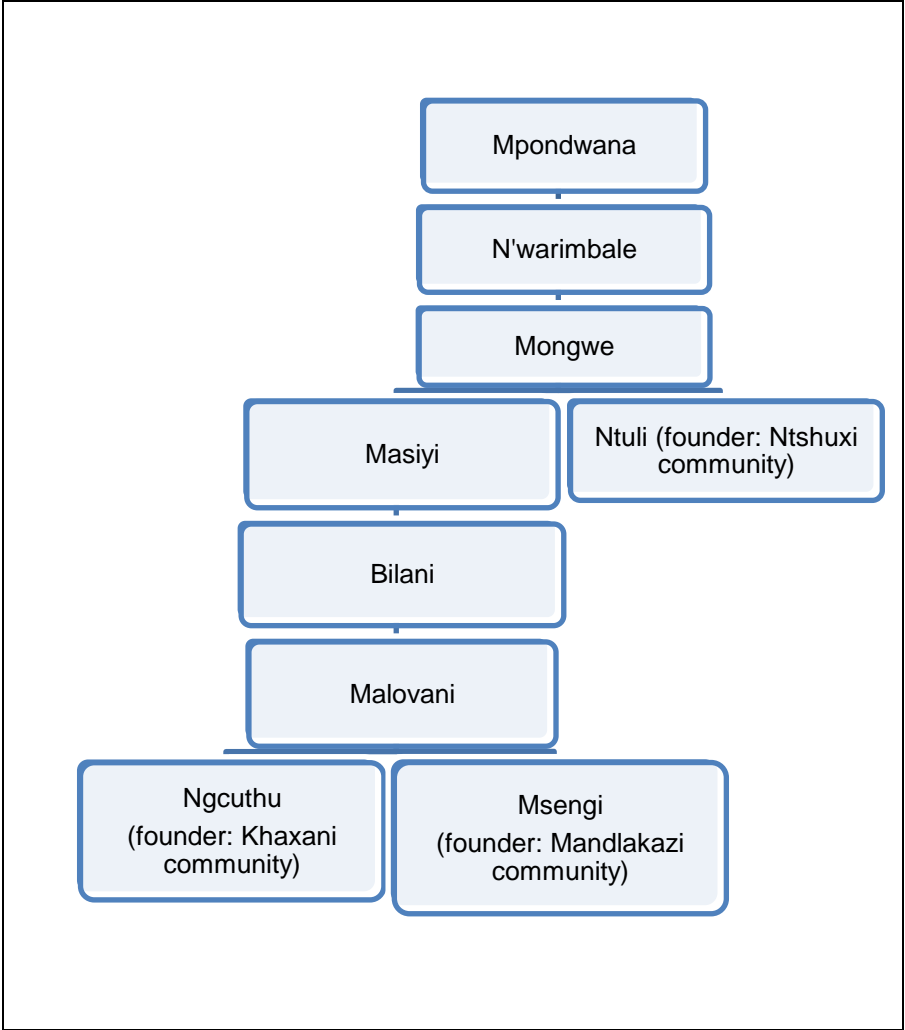 Mpondwana
N'warimbale
Mongwe
Masiyi
Ntuli (founder: Ntshuxi
community)
Bilani
Malovani
Ngcuthu
(founder: Khaxani
community)
Msengi
(founder: Mandlakazi
community)